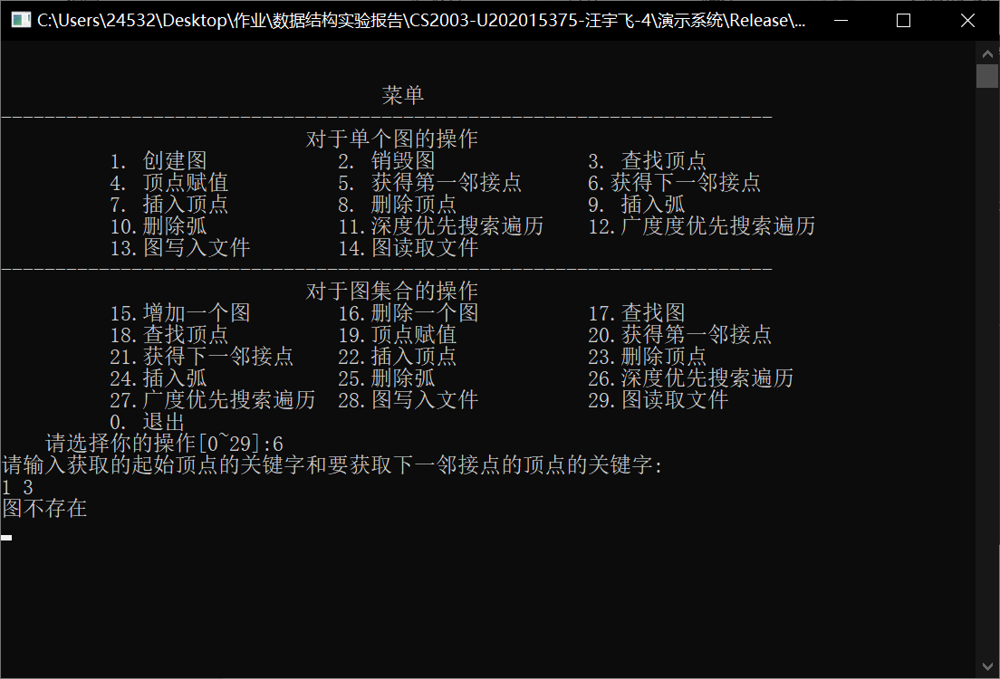 C:\Users\24532\Desktop\作业\数据结构实验报告\CS2003-U202015375-汪宇飞-4\演示系统\Release\...
菜单
-----------------------------------------------------------------------
对于单个图的操作
1. 创建图 2. 销毁图 3. 查找顶点
4. 顶点赋值 5. 获得第一邻接点 6.获得下一邻接点
7. 插入顶点 8. 删除顶点 9. 插入弧
10.删除弧 11.深度优先搜索遍历 12.广度度优先搜索遍历
13.图写入文件 14.图读取文件
-----------------------------------------------------------------------
对于图集合的操作
15.增加一个图 16.删除一个图 17.查找图
18.查找顶点 19.顶点赋值 20.获得第一邻接点
21.获得下一邻接点 22.插入顶点 23.删除顶点
24.插入弧 25.删除弧 26.深度优先搜索遍历
27.广度优先搜索遍历 28.图写入文件 29.图读取文件
0. 退出
请选择你的操作[0~29]:6
请输入获取的起始顶点的关键字和要获取下一邻接点的顶点的关键字:
1 3
图不存在